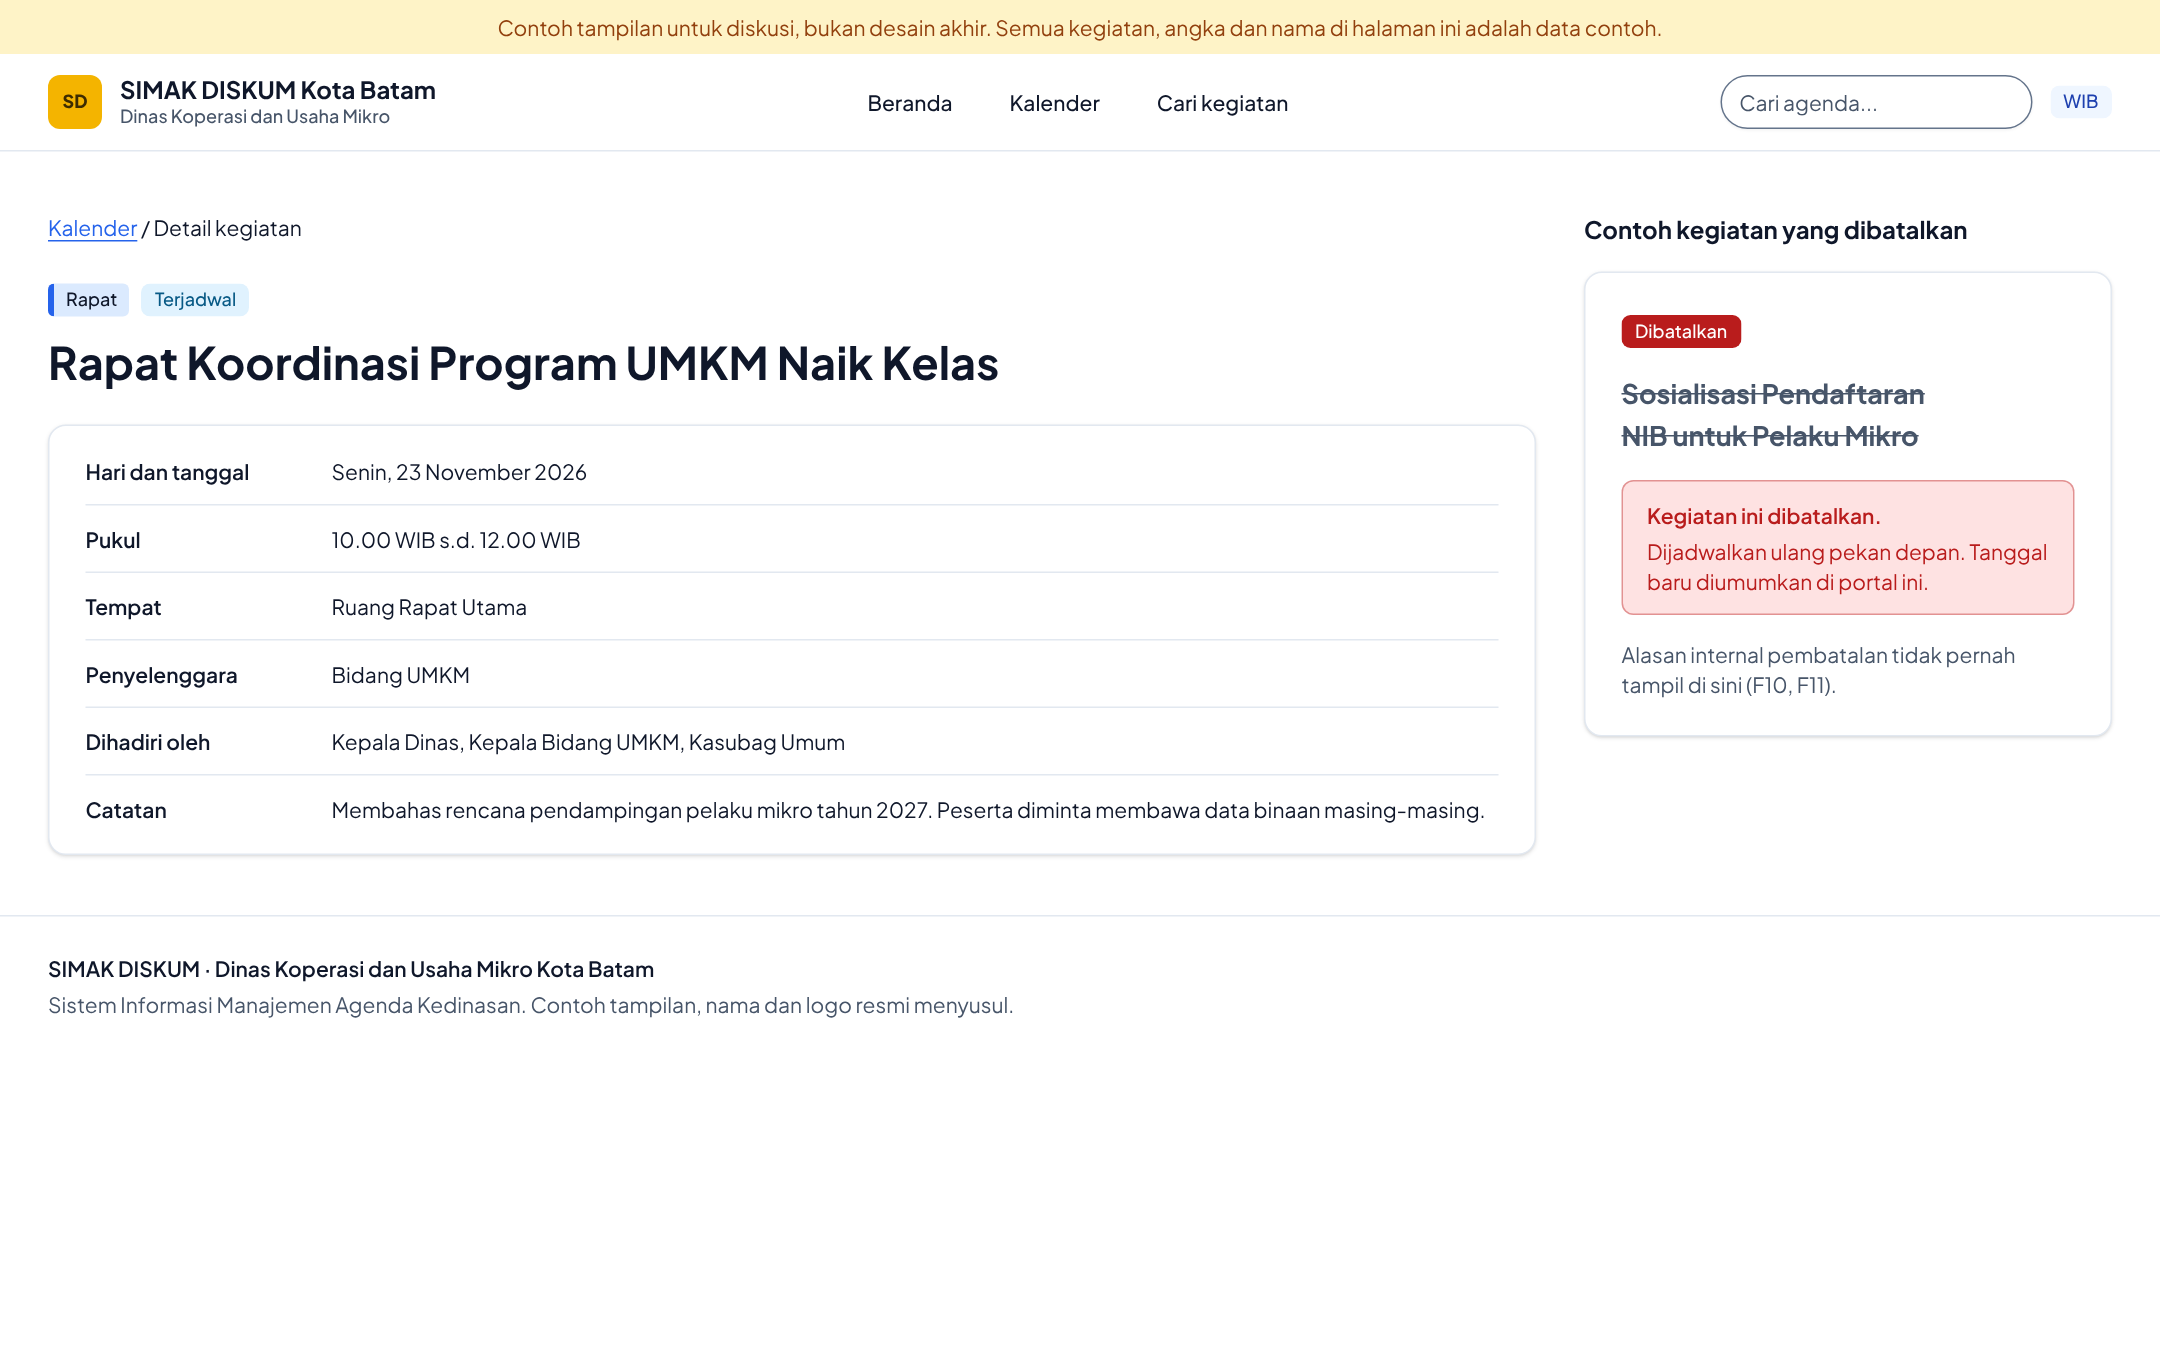 Contoh tampilan untuk diskusi, bukan desain akhir. Semua kegiatan, angka dan nama di halaman ini adalah data contoh.
SD
SIMAK DISKUM Kota Batam
Dinas Koperasi dan Usaha Mikro
Beranda
Kalender
Cari kegiatan
Cari agenda...
WIB
Kalender / Detail kegiatan
Rapat
Terjadwal
Rapat Koordinasi Program UMKM Naik Kelas
Hari dan tanggal
Senin, 23 November 2026
Pukul
10.00 WIB s.d. 12.00 WIB
Tempat
Ruang Rapat Utama
Penyelenggara
Bidang UMKM
Dihadiri oleh
Kepala Dinas, Kepala Bidang UMKM, Kasubag Umum
Catatan
Membahas rencana pendampingan pelaku mikro tahun 2027. Peserta diminta membawa data binaan masing-masing.
Contoh kegiatan yang dibatalkan
Dibatalkan
Sosialisasi Pendaftaran
NIB untuk Pelaku Mikro
Kegiatan ini dibatalkan.
Dijadwalkan ulang pekan depan. Tanggal
baru diumumkan di portal ini.
Alasan internal pembatalan tidak pernah
tampil di sini (F10, F11).
SIMAK DISKUM · Dinas Koperasi dan Usaha Mikro Kota Batam
Sistem Informasi Manajemen Agenda Kedinasan. Contoh tampilan, nama dan logo resmi menyusul.